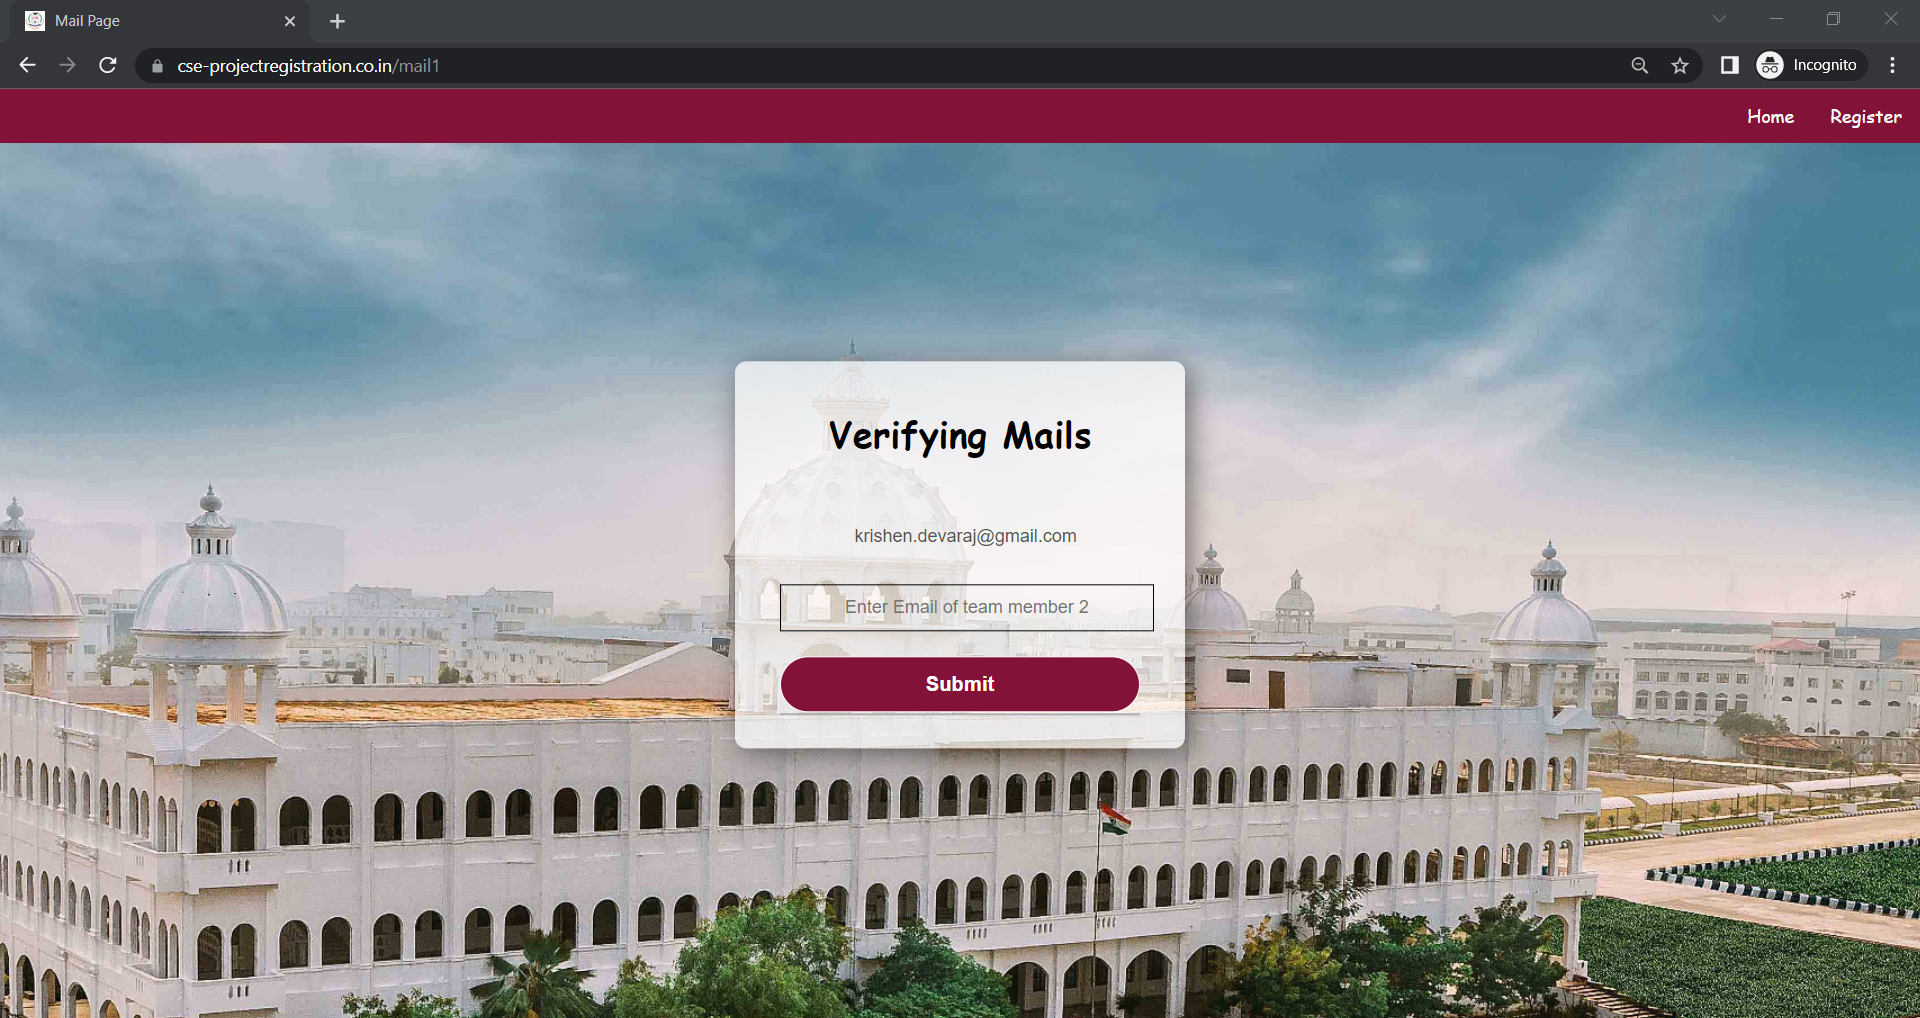 Mail Page
cse-projectregistration.co.in/mail1
Incognito
Home Register
Verifying Mails
krishen.devaraj@gmail.com
Enter Email of team member 2
Submit